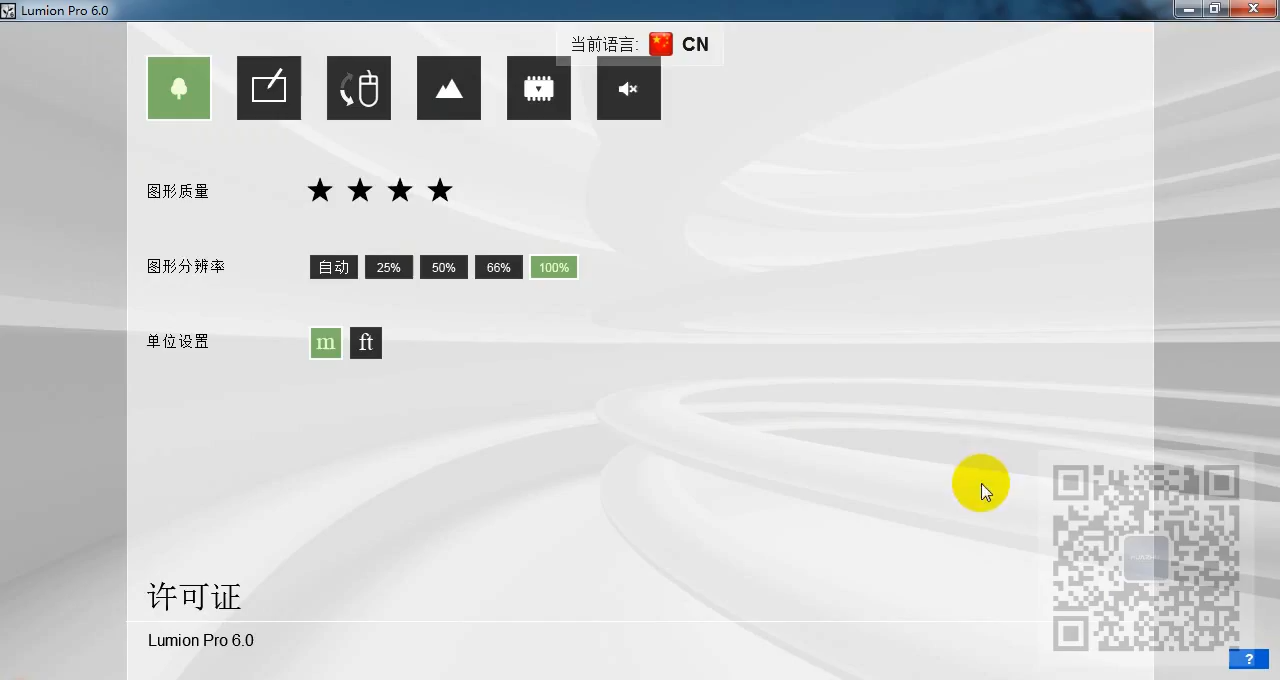 Lumion Pro 6.0
当前语言: CN
图形质量
图形分辨率 自动 25% 50% 66% 100%
单位设置 m ft
许可证
Lumion Pro 6.0
?